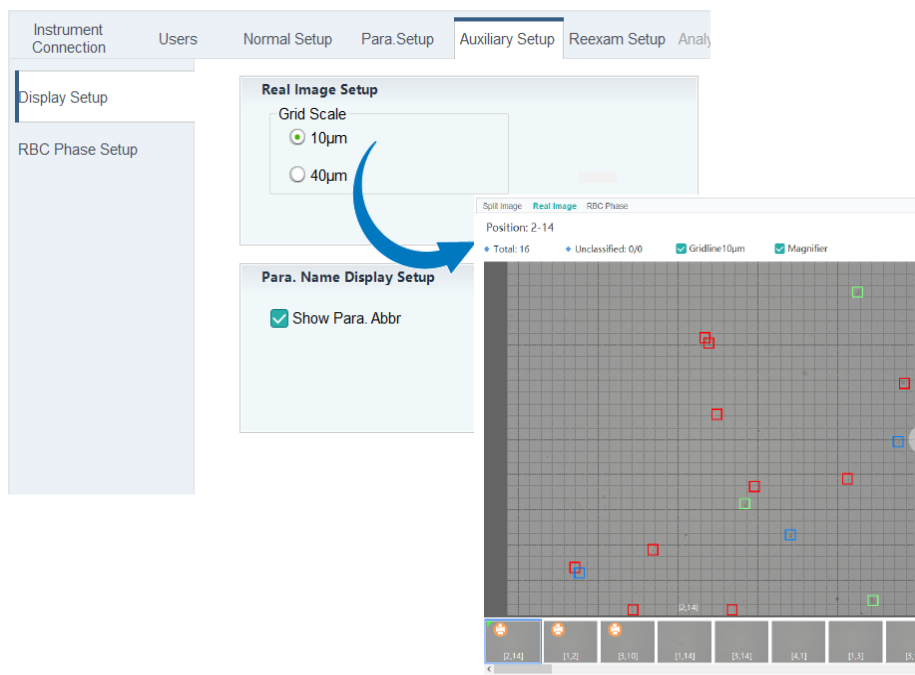 Instrument Connection
Users
Normal Setup
Para.Setup
Auxiliary Setup
Reexam Setup
Analy
Display Setup
RBC Phase Setup
Real Image Setup
Grid Scale
10μm
40μm
Para. Name Display Setup
Show Para. Abbr
Split Image
Real Image
RBC Phase
Position: 2-14
Total: 16
Unclassified: 0/0
Gridline10μm
Magnifier
[2,14]
[2,14]
[1,2]
[3,10]
[1,14]
[3,14]
[4,1]
[1,3]
[3,